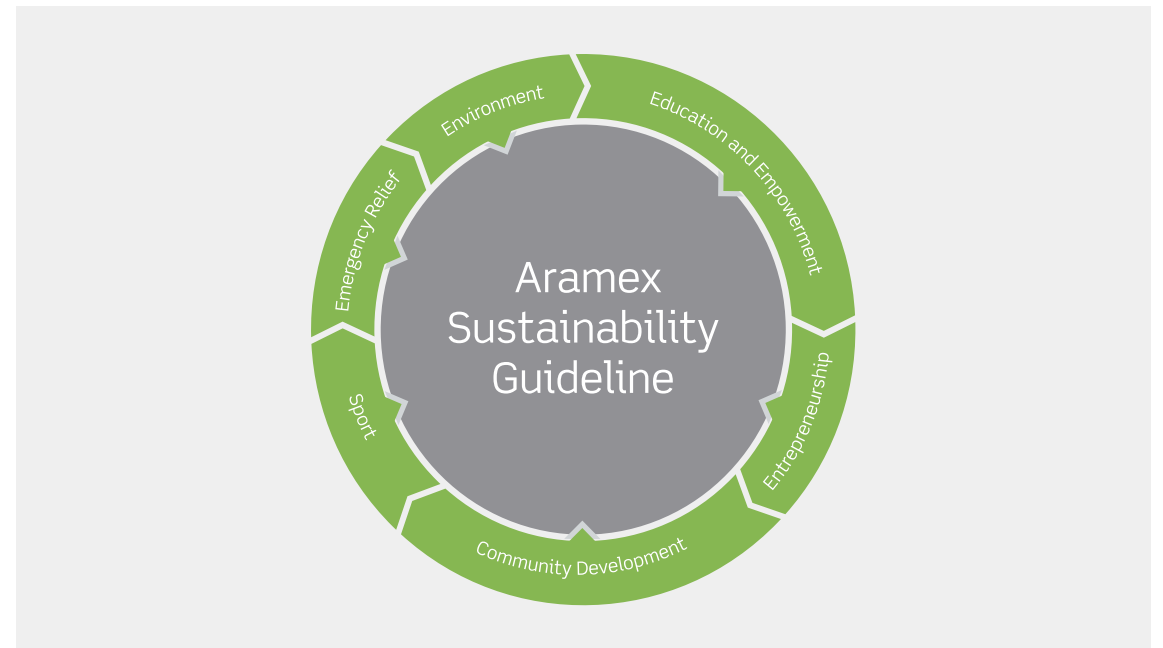 Aramex
Sustainability
Guideline
Education and Empowerment
Entrepreneurship
Community Development
Sport
Emergency Relief
Environment